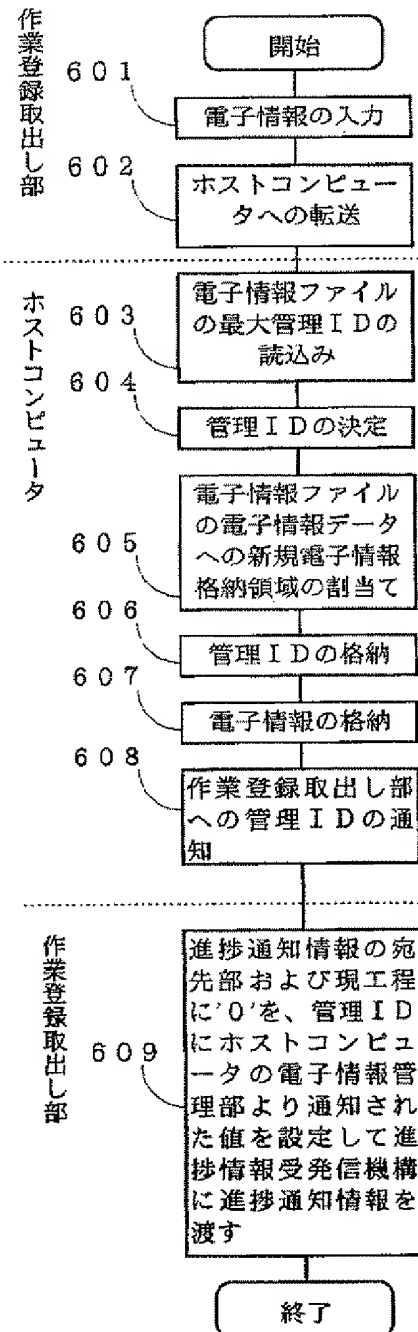 作業登録取出し部
開始
601
電子情報の入力
602
ホストコンピュー
タへの転送
ホストコンピュータ
603
電子情報ファイル
の最大管理IDの
読込み
604
管理IDの決定
605
電子情報ファイル
の電子情報データ
への新規電子情報
格納領域の割当て
606
管理IDの格納
607
電子情報の格納
608
作業登録取出し部
への管理IDの通
知
作業登録取出し部
609
進捗通知情報の宛
先部および現工程
に'0'を、管理ID
にホストコンピュ
ータの電子情報管
理部より通知され
た値を設定して進
捗情報受発信機構
に進捗通知情報を
渡す
終了